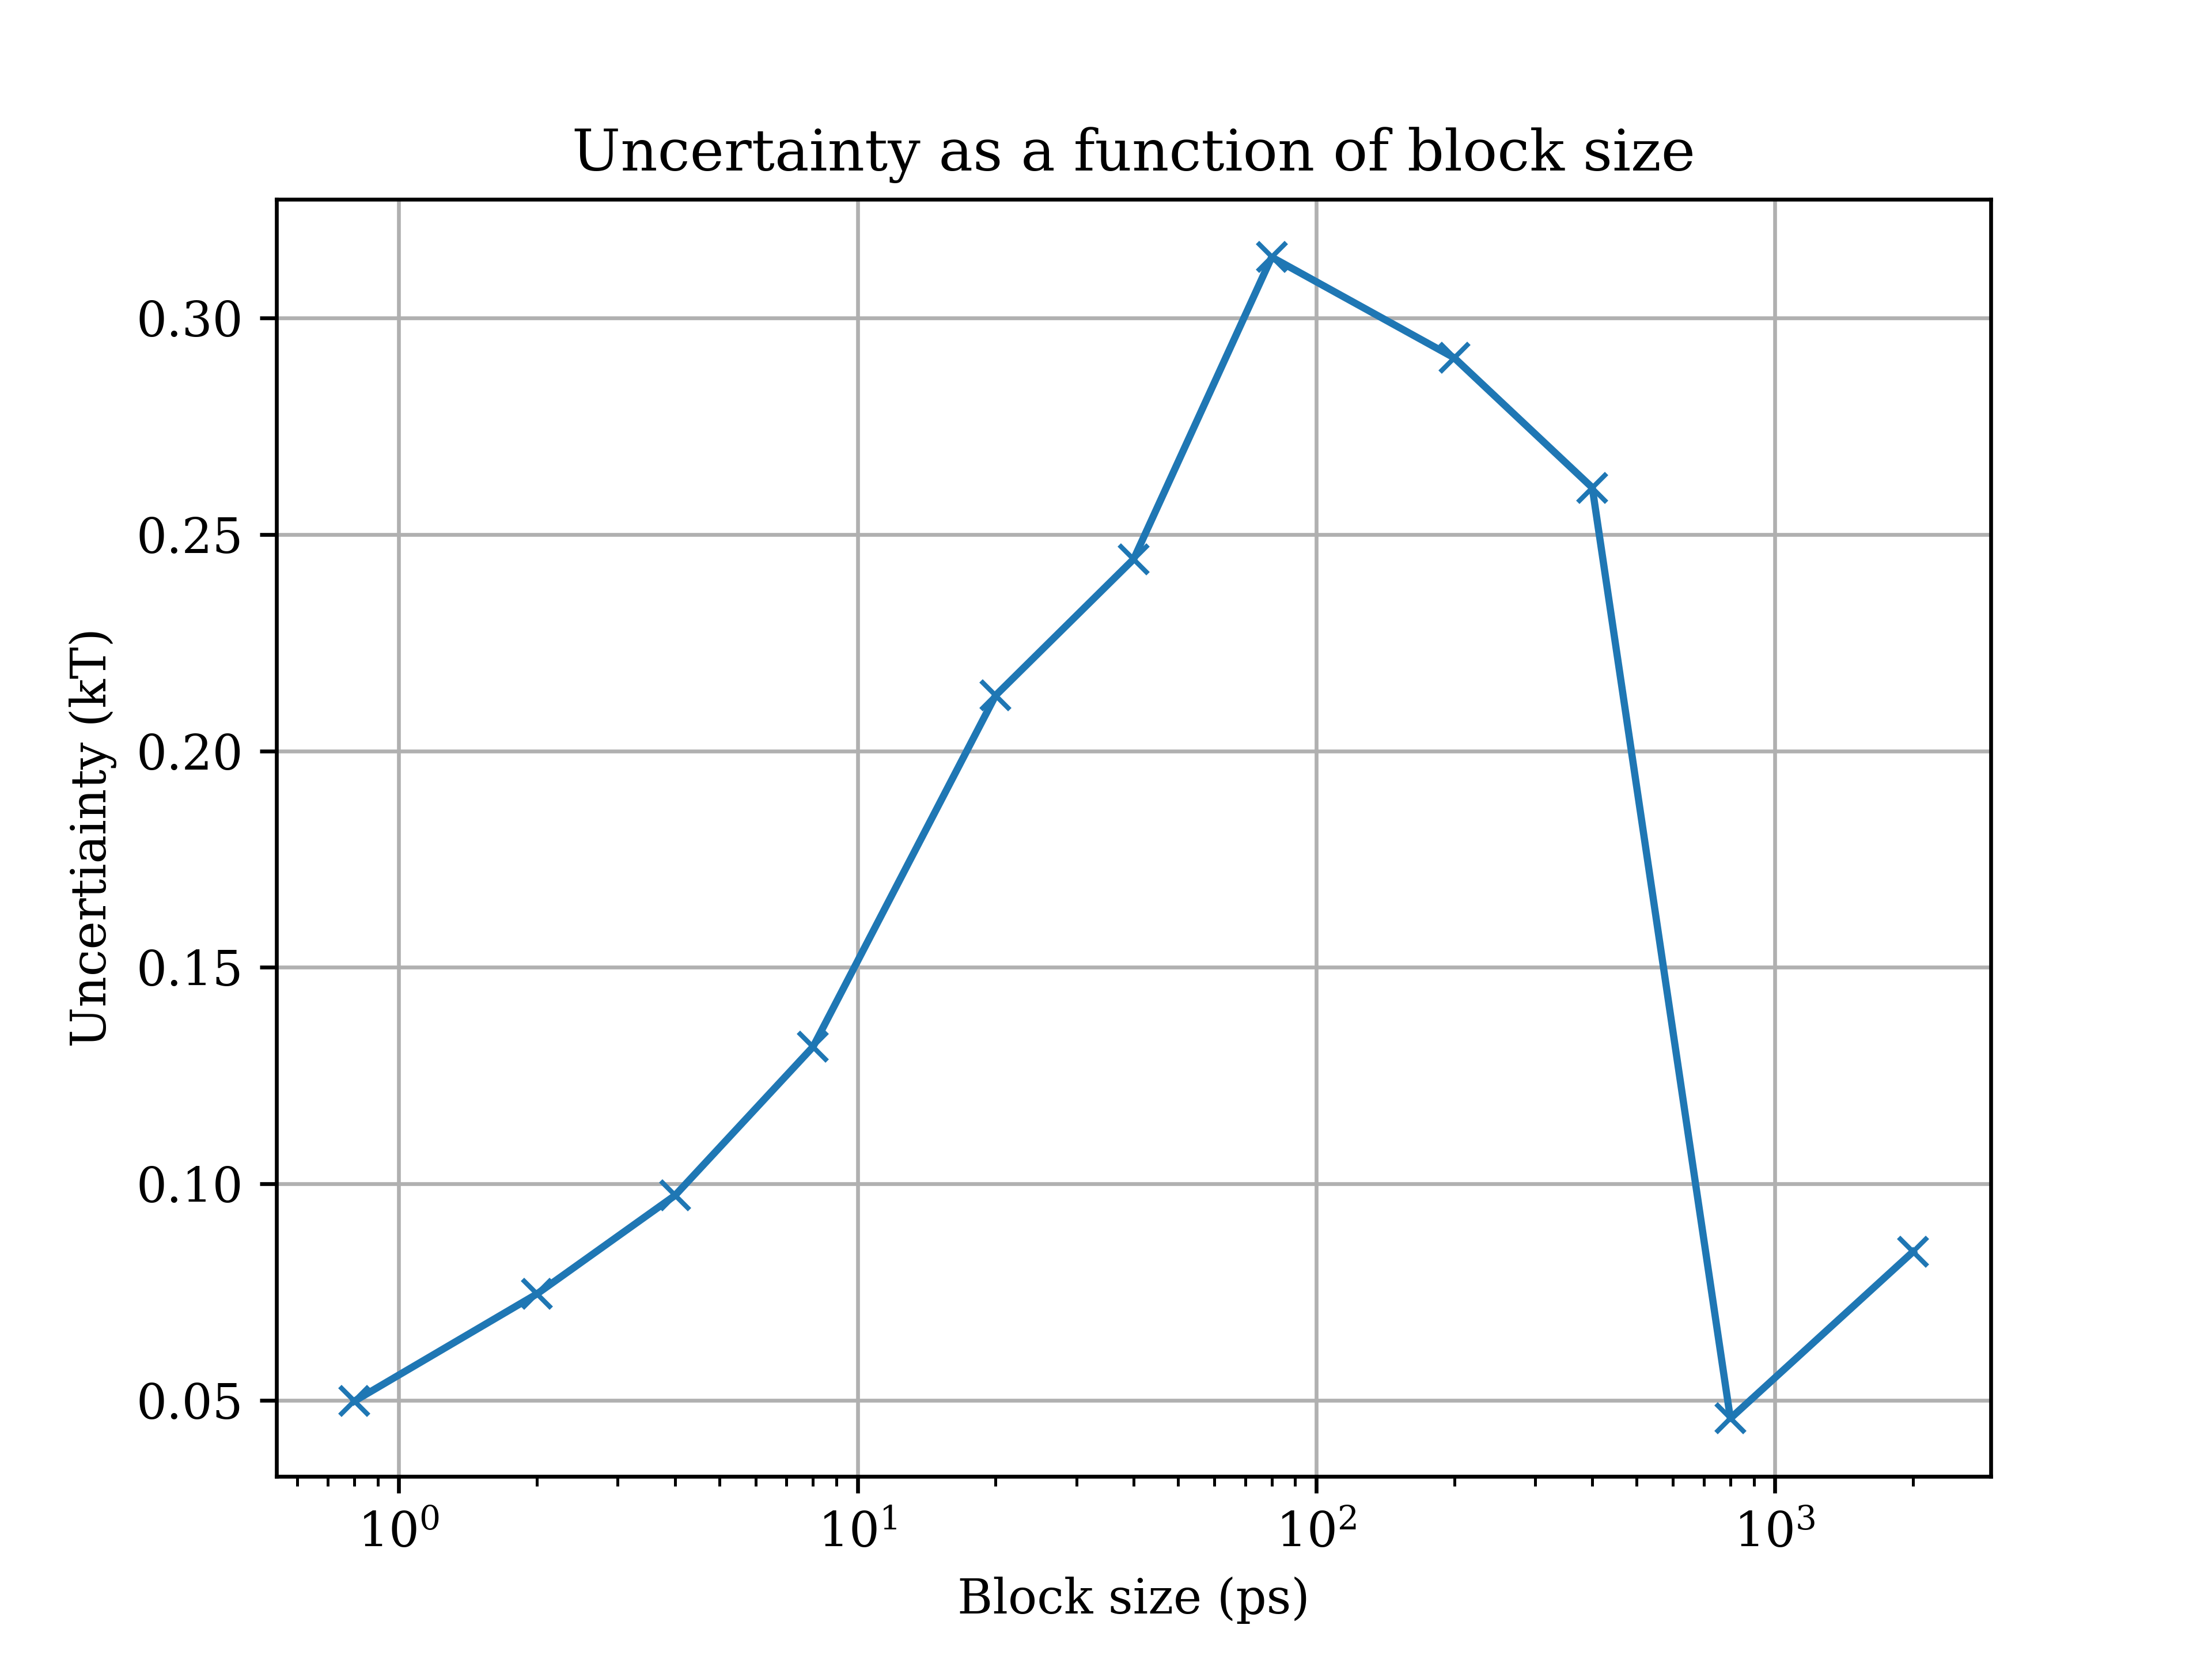 Uncertainty as a function of block size
0.30
0.25
0.20
0.15
0.10
0.05
Uncertiainty (kT)
10⁰ 10¹ 10² 10³
Block size (ps)